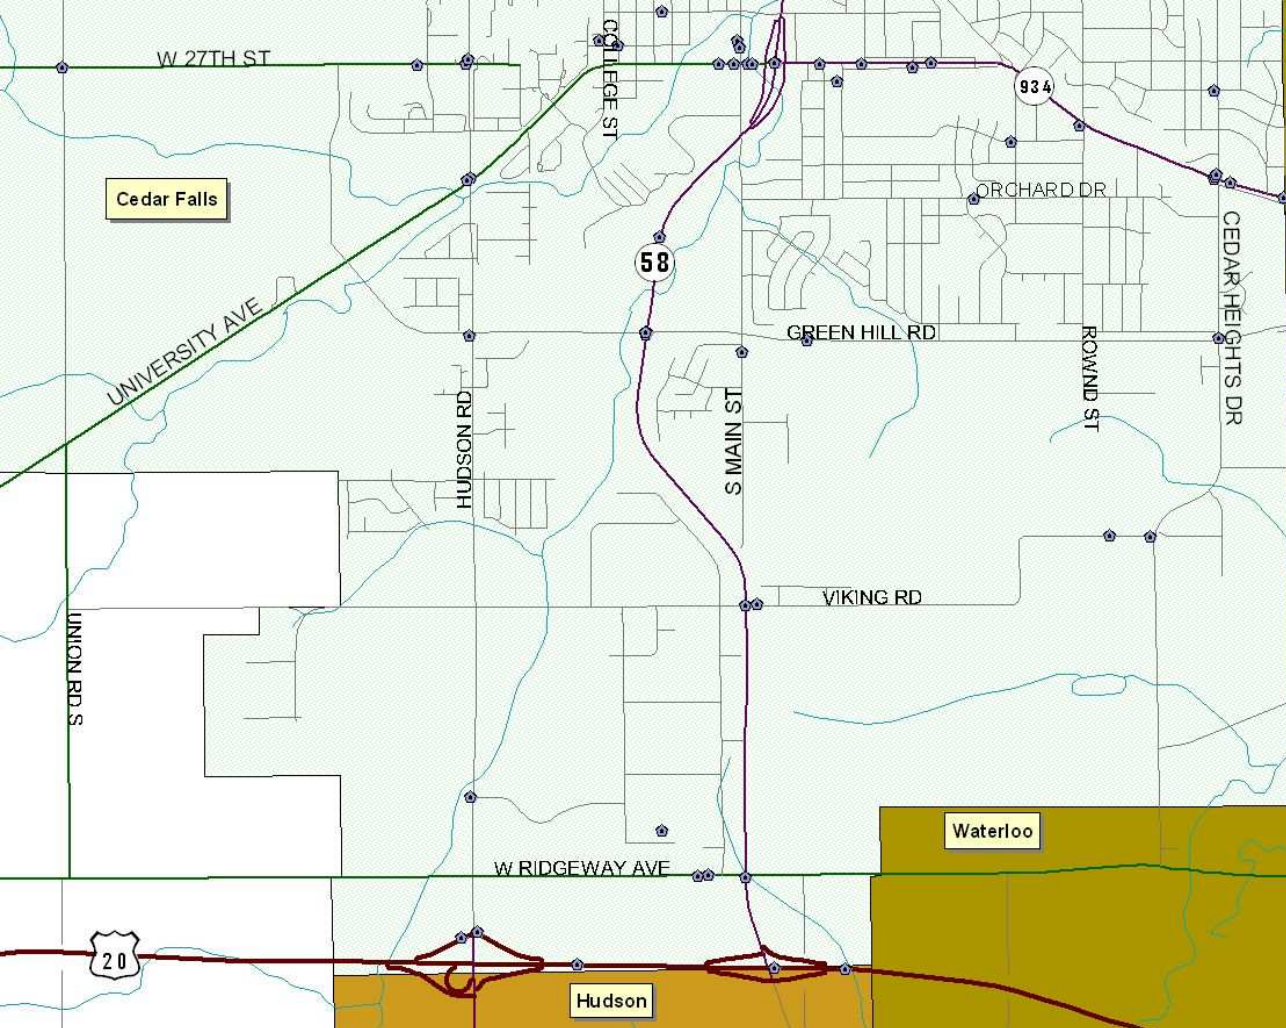 W 27TH ST
COLLEGE ST
934
Cedar Falls
ORCHARD DR
CEDAR HEIGHTS DR
58
UNIVERSITY AVE
GREEN HILL RD
ROWND ST
HUDSON RD
S MAIN ST
VIKING RD
UNION RD S
Waterloo
W RIDGEWAY AVE
20
Hudson